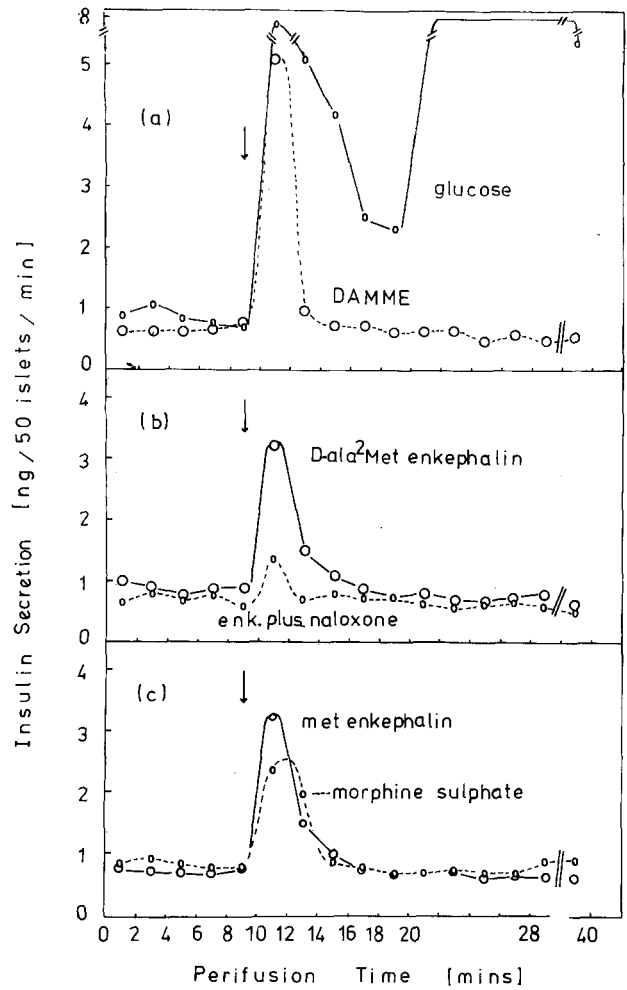 Insulin Secretion [ng/50 islets/min]
8
5
4
3
2
1
0
(a)
glucose
DAMME
4
3
2
1
0
(b)
D-ala²Met enkephalin
enk. plus naloxone
4
3
2
1
0
(c)
met enkephalin
morphine sulphate
0 2 4 6 8 10 12 14 16 18 20 28 40
Perifusion Time [mins]